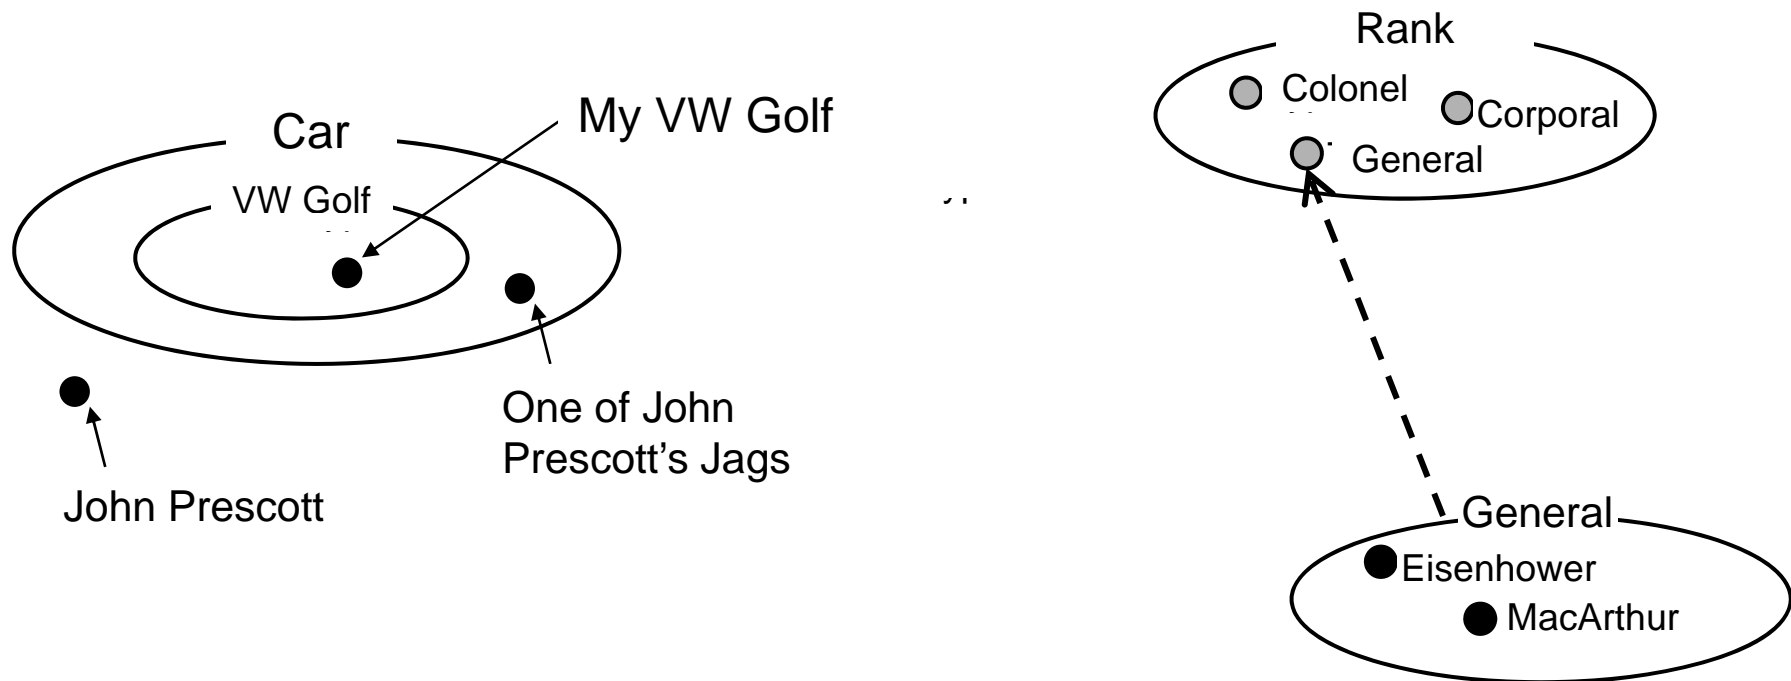 Car
VW Golf
My VW Golf
One of John
Prescott's Jags
John Prescott
Rank
Colonel
Corporal
General
General
Eisenhower
MacArthur